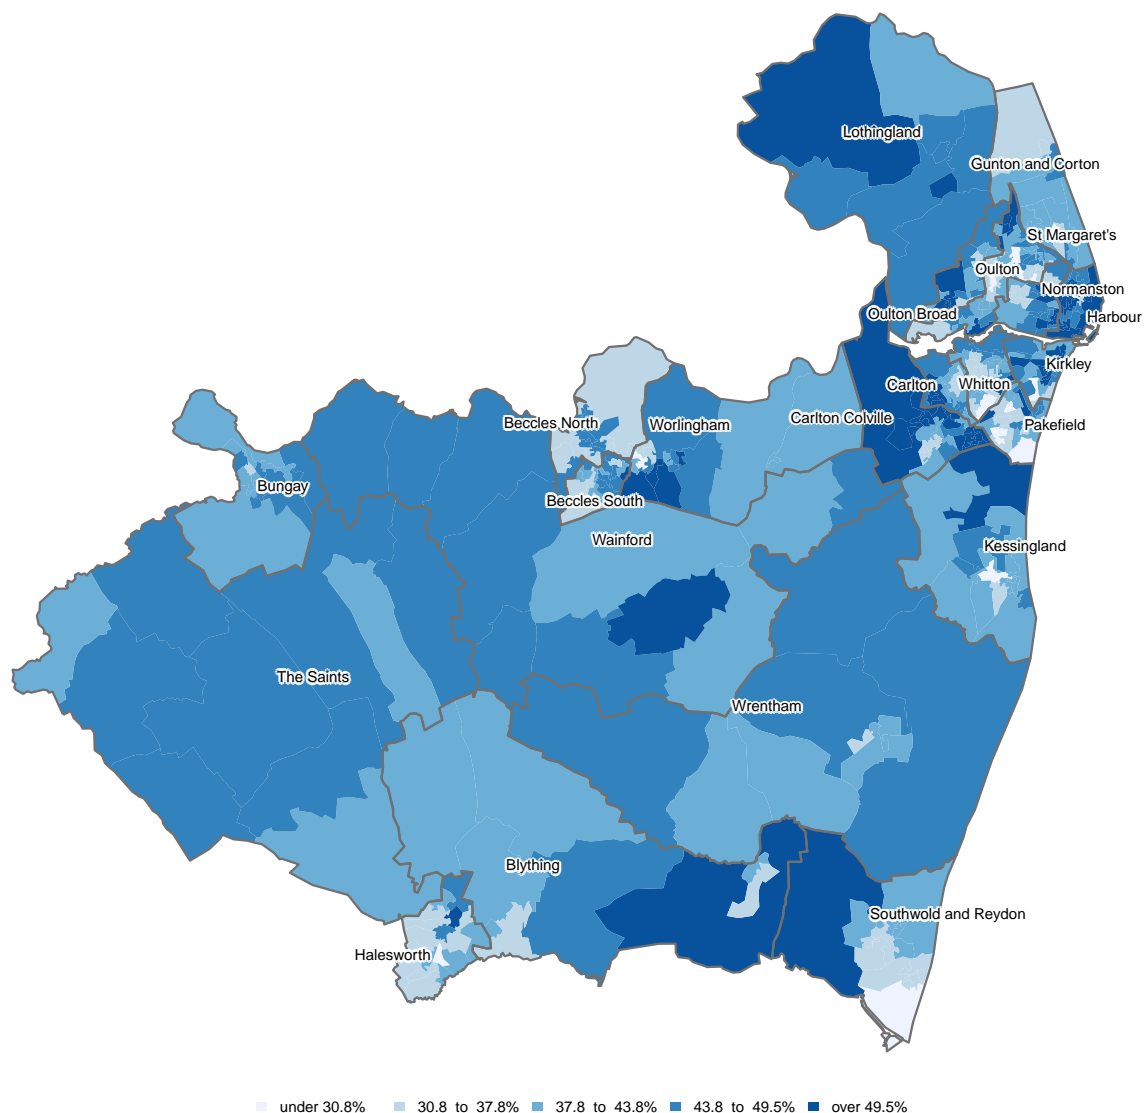 Lothingland
Gunton and Corton
St Margaret's
Oulton
Normanston
Oulton Broad
Harbour
Kirkley
Carlton
Whitton
Carlton Colville
Beccles North
Worlingham
Pakefield
Bungay
Beccles South
Wainford
Kessingland
The Saints
Wrentham
Blything
Southwold and Reydon
Halesworth
under 30.8% 30.8 to 37.8% 37.8 to 43.8% 43.8 to 49.5% over 49.5%